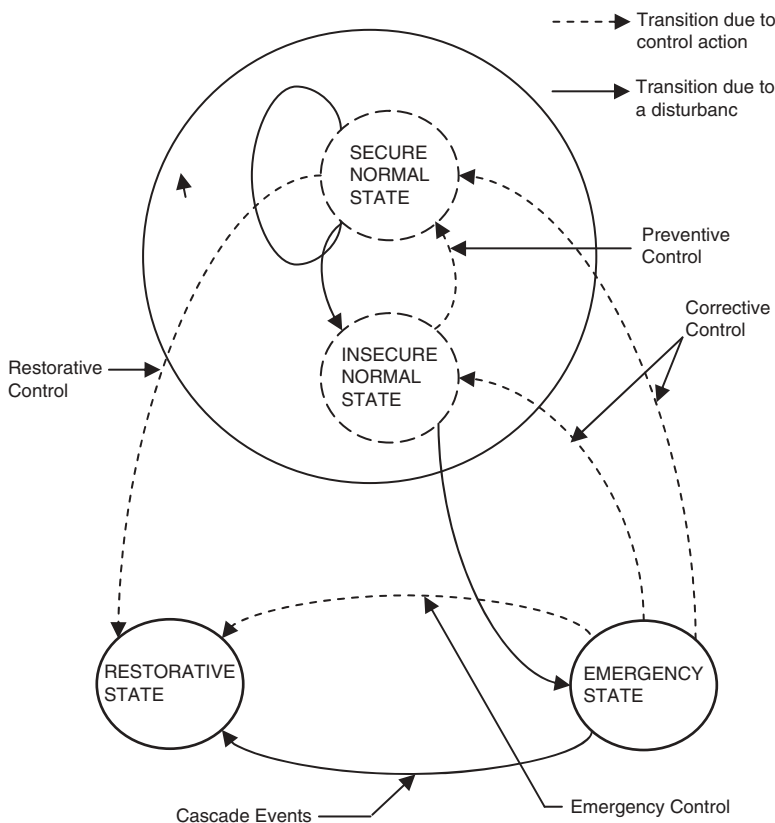 Transition due to
control action
Transition due to
a disturbanc
SECURE
NORMAL
STATE
Preventive
Control
Corrective
Control
INSECURE
NORMAL
STATE
Restorative
Control
RESTORATIVE
STATE
EMERGENCY
STATE
Cascade Events
Emergency Control